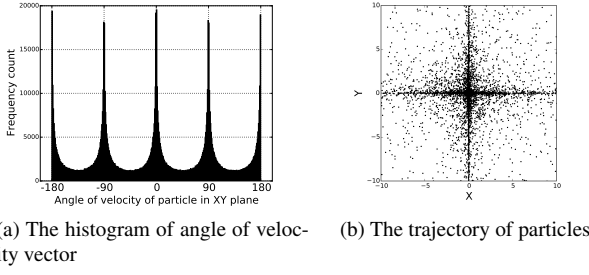 20000
15000
10000
5000
0
-180 -90 0 90 180
Frequency count
Angle of velocity of particle in XY plane
10
5
0
−5
−10
−10 −5 0 5 10
Y
X
(a) The histogram of angle of veloc-
ity vector
(b) The trajectory of particles